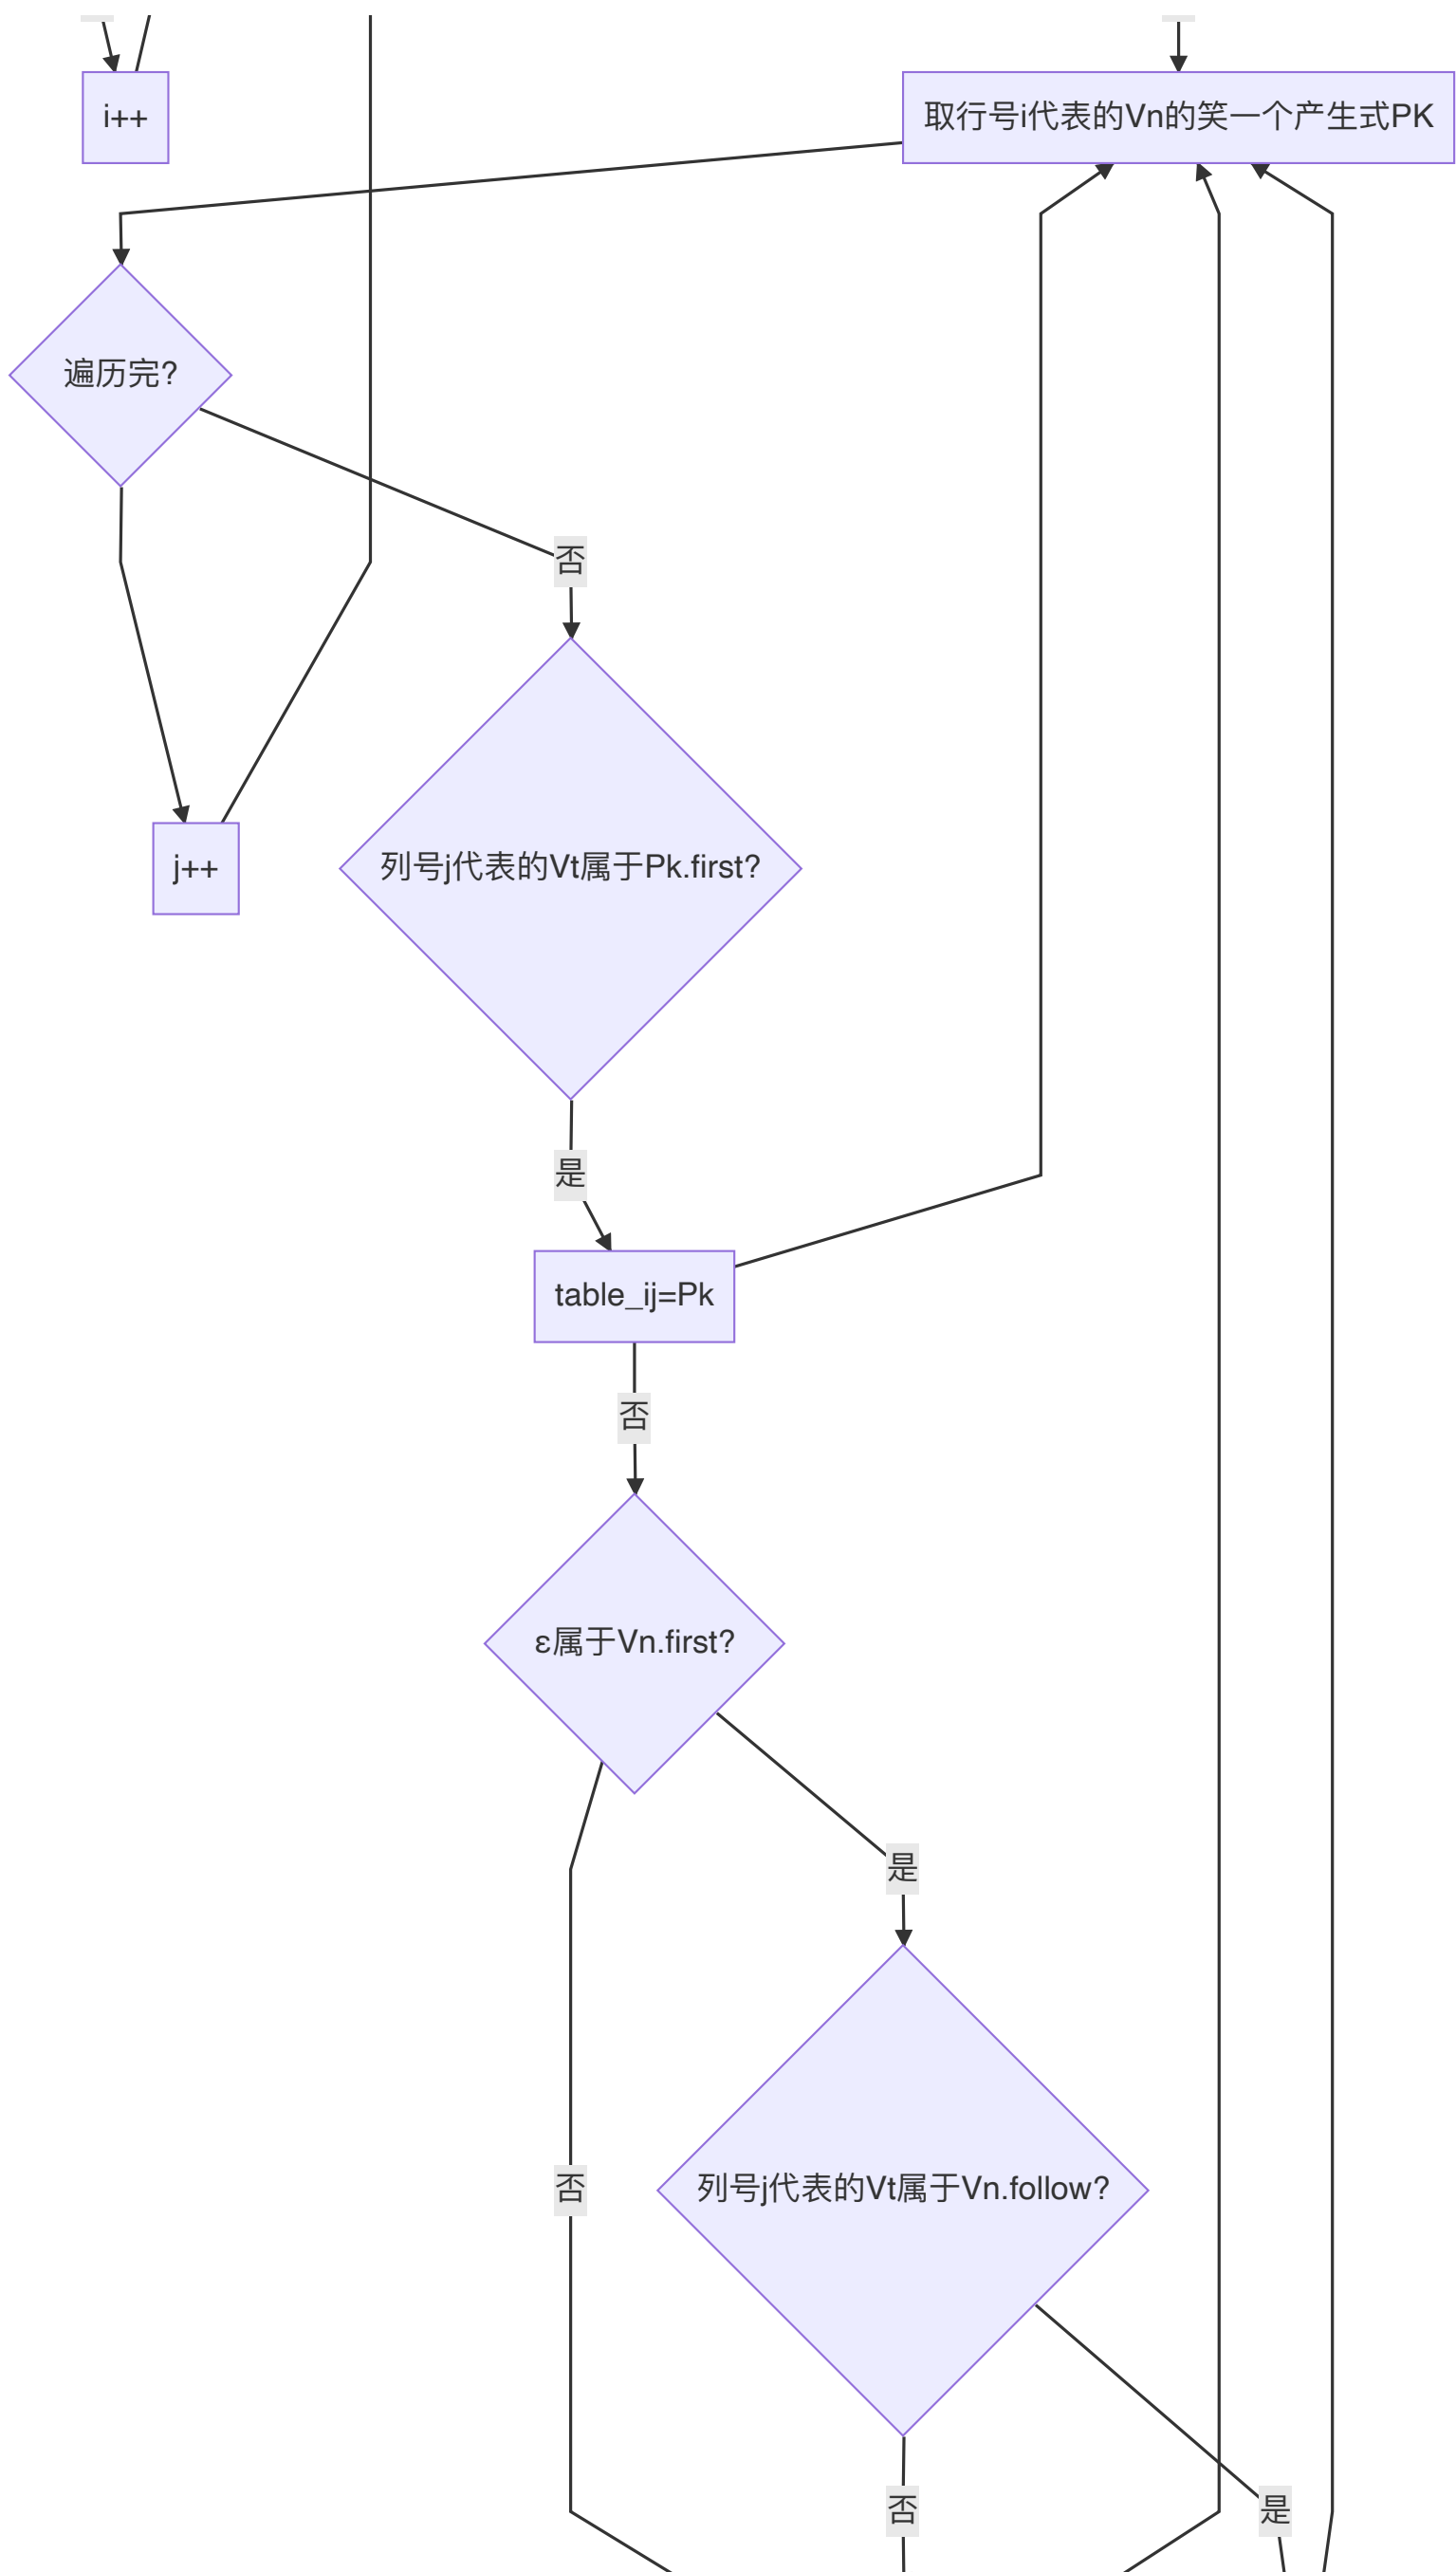 i++
取行号i代表的Vn的笑一个产生式PK
遍历完?
否
列号j代表的Vt属于Pk.first?
j++
是
table_ij=Pk
否
ε属于Vn.first?
是
否
列号j代表的Vt属于Vn.follow?
否
是